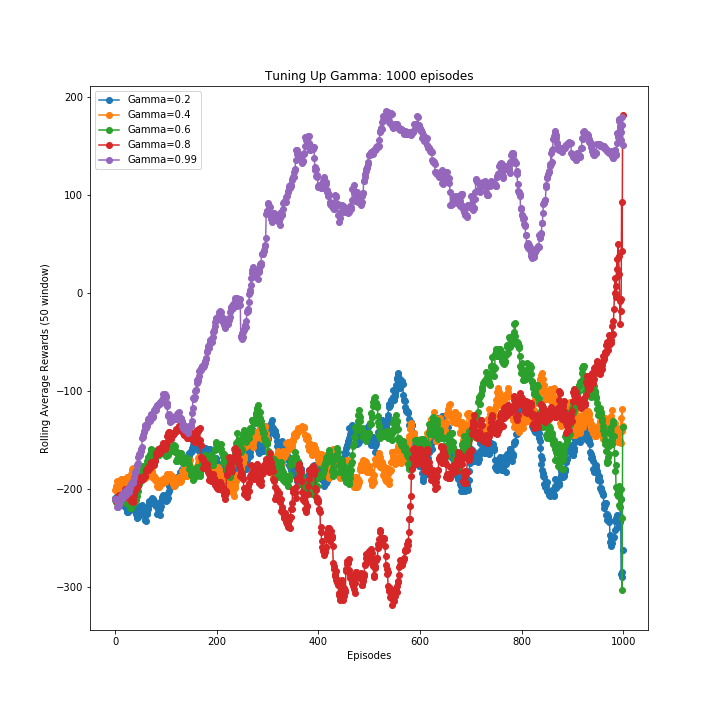 Tuning Up Gamma: 1000 episodes
Gamma=0.2
Gamma=0.4
Gamma=0.6
Gamma=0.8
Gamma=0.99
200
100
0
−100
−200
−300
Rolling Average Rewards (50 window)
0 200 400 600 800 1000
Episodes